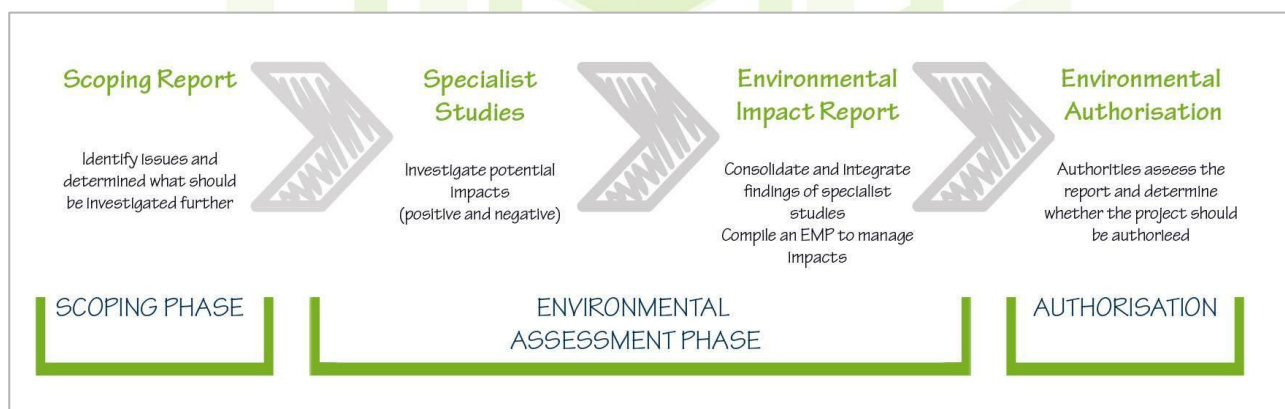 Scoping Report
Identify issues and
determined what should
be investigated further
Specialist
Studies
Investigate potential
impacts
(positive and negative)
Environmental
Impact Report
Consolidate and integrate
findings of specialist
studies
Compile an EMP to manage
impacts
Environmental
Authorisation
Authorities assess the
report and determine
whether the project should
be authorieed
SCOPING PHASE
ENVIRONMENTAL
ASSESSMENT PHASE
AUTHORISATION